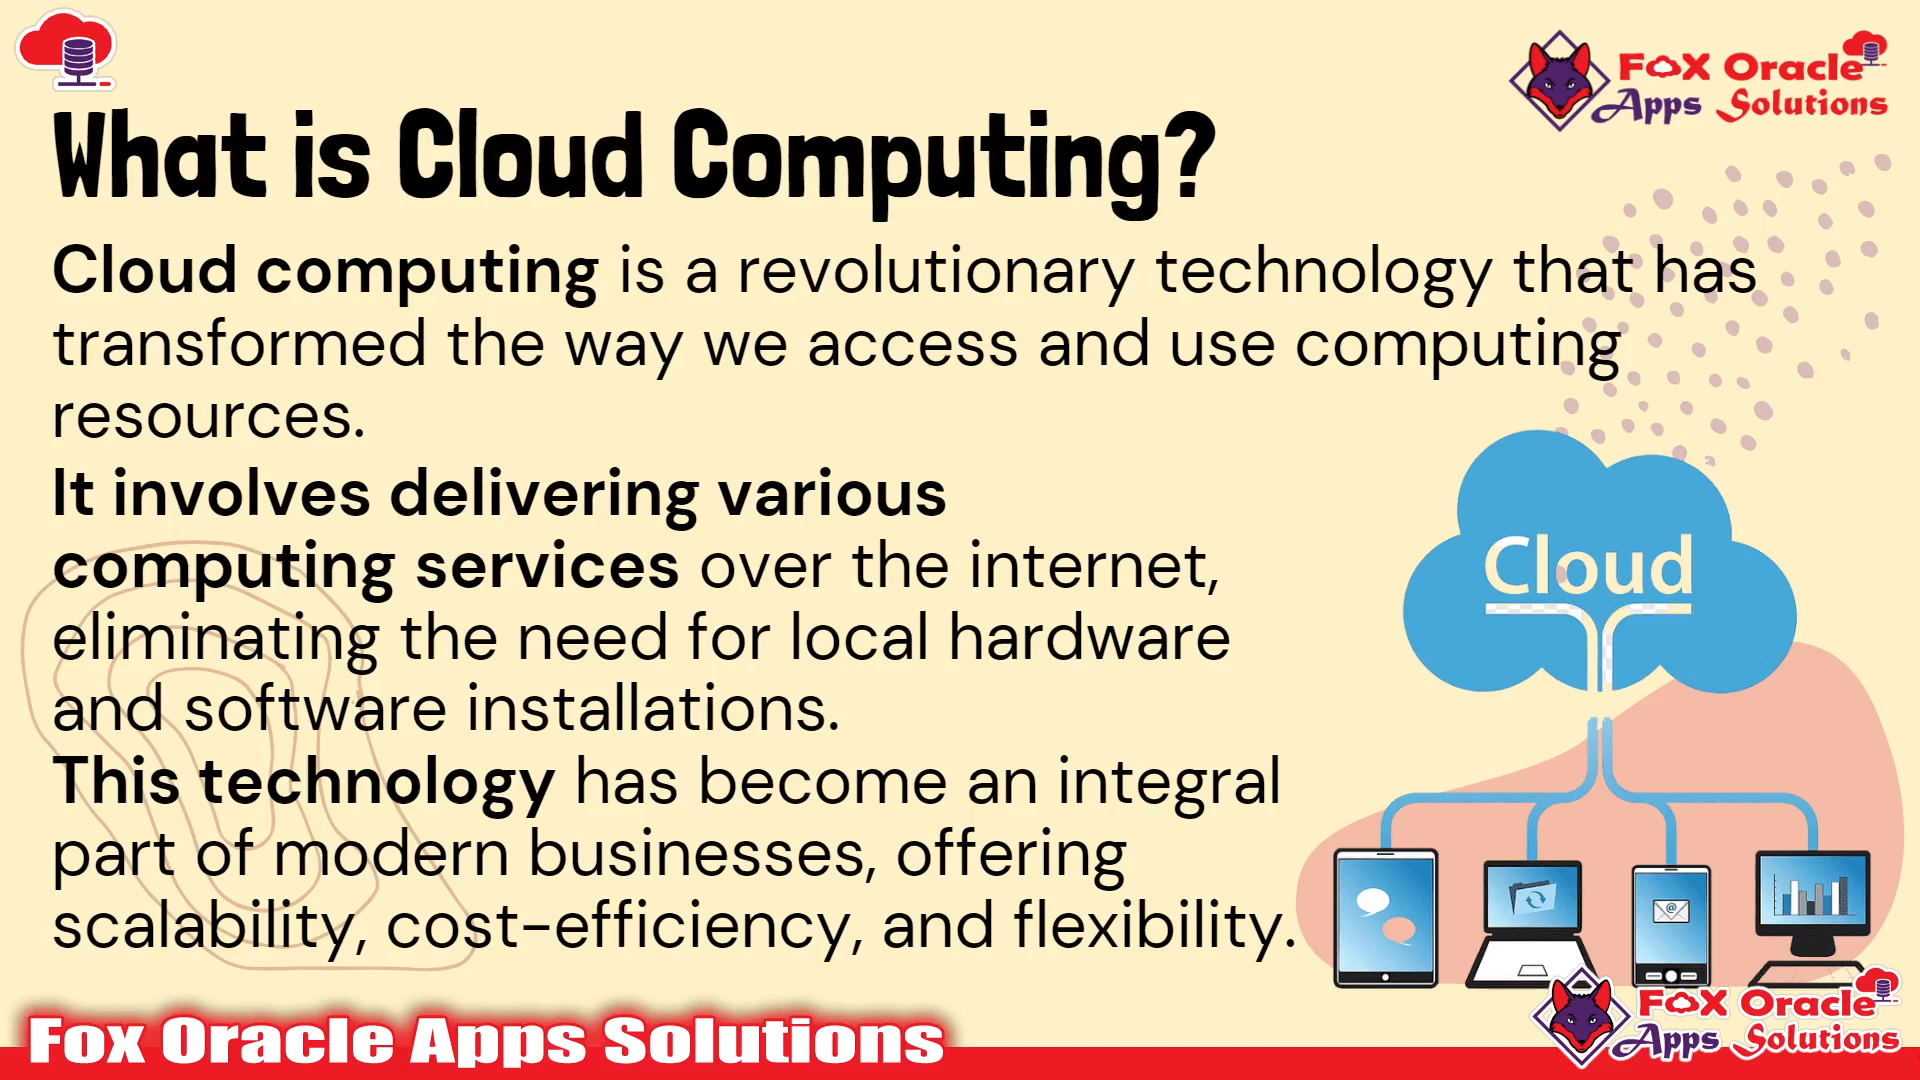 FoX Oracle
Apps Solutions
What is Cloud Computing?
Cloud computing is a revolutionary technology that has
transformed the way we access and use computing
resources.
It involves delivering various
computing services over the internet,
eliminating the need for local hardware
and software installations.
This technology has become an integral
part of modern businesses, offering
scalability, cost-efficiency, and flexibility.
Cloud
@
Fox Oracle Apps Solutions
FoX Oracle
Apps Solutions